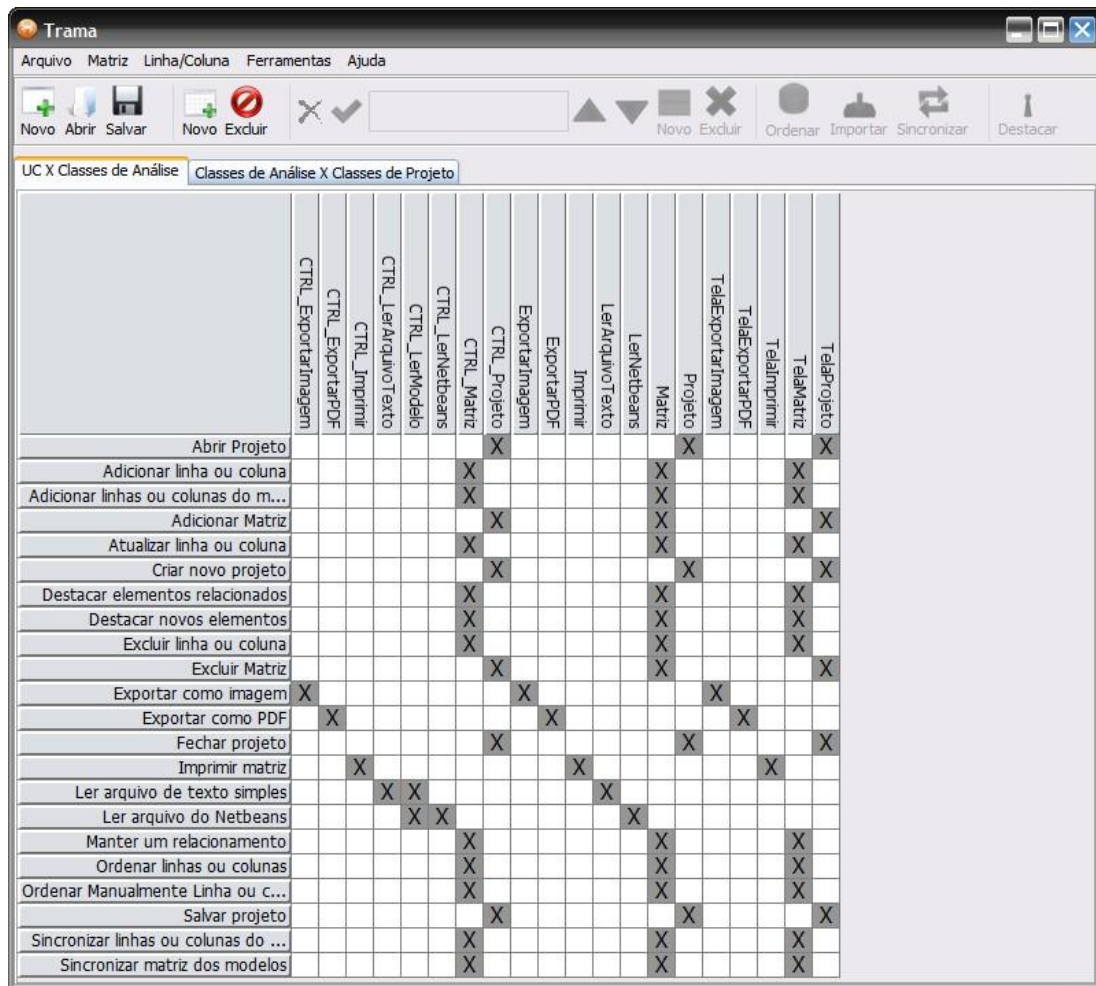 Trama
Arquivo Matriz Linha/Coluna Ferramentas Ajuda
Novo Abrir Salvar Novo Excluir Novo Excluir Ordenar Importar Sincronizar Destacar
UC X Classes de Análise Classes de Análise X Classes de Projeto
CTRL_ExportarImagem
CTRL_ExportarPDF
CTRL_Imprimir
CTRL_LerArquivoTexto
CTRL_LerModelo
CTRL_LerNetbeans
CTRL_Matriz
CTRL_Projeto
ExportarImagem
ExportarPDF
Imprimir
LerArquivoTexto
LerNetbeans
Matriz
Projeto
TelaExportarImagem
TelaExportarPDF
TelaImprimir
TelaMatriz
TelaProjeto
Abrir Projeto X X X
Adicionar linha ou coluna X X X
Adicionar linhas ou colunas do m... X X X
Adicionar Matriz X X X
Atualizar linha ou coluna X X X
Criar novo projeto X X X
Destacar elementos relacionados X X X
Destacar novos elementos X X X
Excluir linha ou coluna X X X
Excluir Matriz X X X
Exportar como imagem X X X
Exportar como PDF X X X
Fechar projeto X X X
Imprimir matriz X X X
Ler arquivo de texto simples X X X
Ler arquivo do Netbeans X X X
Manter um relacionamento X X X
Ordenar linhas ou colunas X X X
Ordenar Manualmente Linha ou c... X X X
Salvar projeto X X X
Sincronizar linhas ou colunas do ... X X X
Sincronizar matriz dos modelos X X X